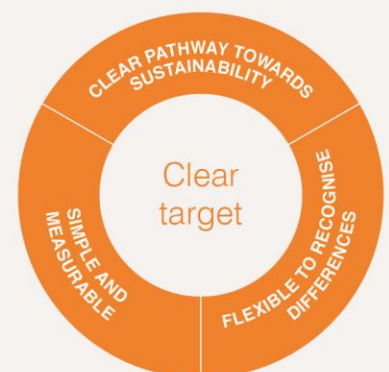 CLEAR PATHWAY TOWARDS
SUSTAINABILITY
Clear
target
SIMPLE AND
MEASURABLE
FLEXIBLE TO RECOGNISE
DIFFERENCES